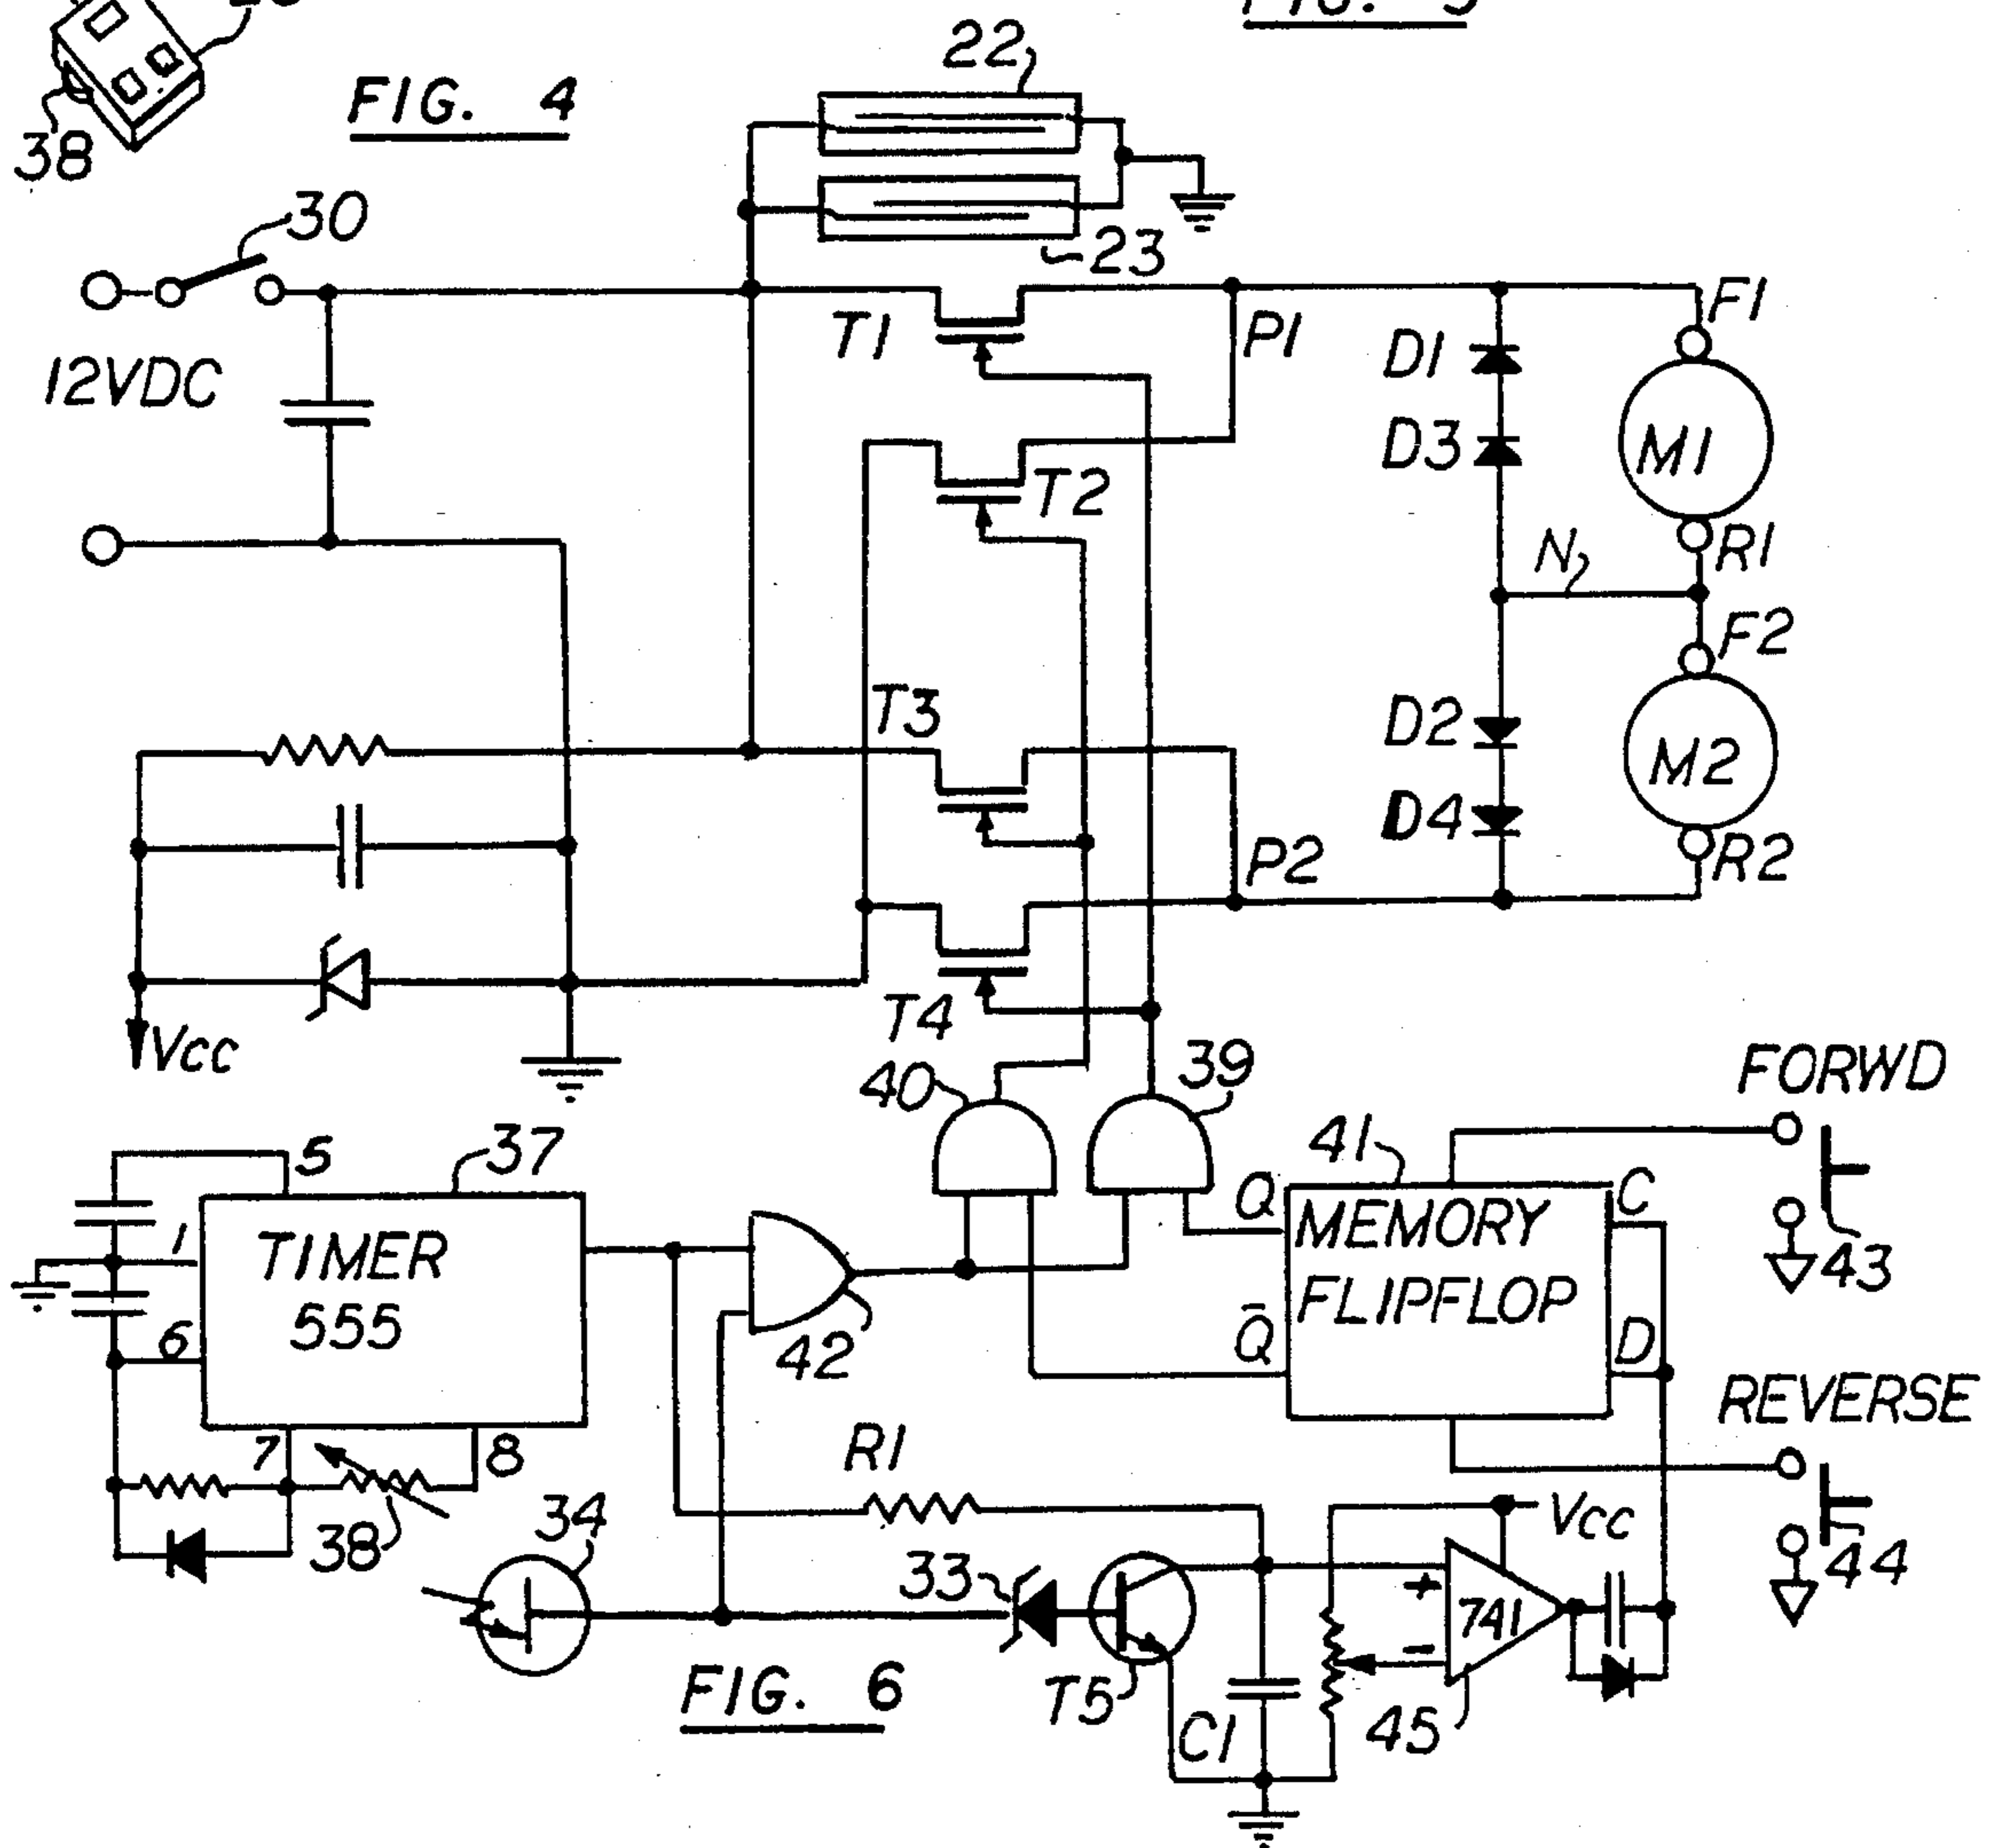 FIG. 4
38
22
23
30
12VDC
T1
P1
D1
F1
D3
M1
T2
N
R1
F2
T3
D2
M2
D4
P2
R2
T4
Vcc
40
39
FORWD
5
37
41
C
Q
1
TIMER
555
MEMORY
FLIPFLOP
43
6
42
Q̄
D
REVERSE
7
8
R1
38
34
33
Vcc
44
+
741
−
T5
C1
45
FIG. 6